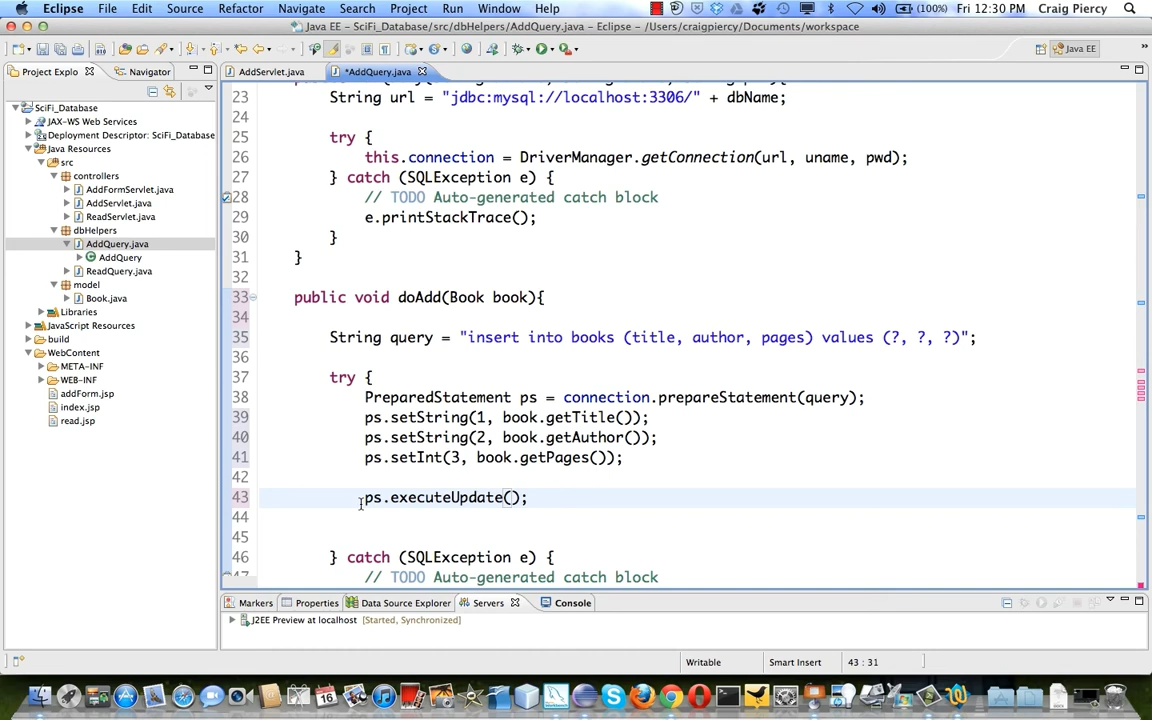 Eclipse File Edit Source Refactor Navigate Search Project Run Window Help (100%) Fri 12:30 PM Craig Piercy
Java EE - SciFi_Database/src/dbHelpers/AddQuery.java - Eclipse - /Users/craigpiercy/Documents/workspace
Java EE
Project Explo Navigator
AddServlet.java *AddQuery.java
SciFi_Database
JAX-WS Web Services
Deployment Descriptor: SciFi_Database
Java Resources
src
controllers
AddFormServlet.java
AddServlet.java
ReadServlet.java
dbHelpers
AddQuery.java
AddQuery
ReadQuery.java
model
Book.java
Libraries
JavaScript Resources
build
WebContent
META-INF
WEB-INF
addForm.jsp
index.jsp
read.jsp
23 String url = "jdbc:mysql://localhost:3306/" + dbName;
24
25 try {
26 this.connection = DriverManager.getConnection(url, uname, pwd);
27 } catch (SQLException e) {
28 // TODO Auto-generated catch block
29 e.printStackTrace();
30 }
31 }
32
33 public void doAdd(Book book){
34
35 String query = "insert into books (title, author, pages) values (?, ?, ?)";
36
37 try {
38 PreparedStatement ps = connection.prepareStatement(query);
39 ps.setString(1, book.getTitle());
40 ps.setString(2, book.getAuthor());
41 ps.setInt(3, book.getPages());
42
43 ps.executeUpdate();
44
45
46 } catch (SQLException e) {
47 // TODO Auto-generated catch block
Markers Properties Data Source Explorer Servers Console
J2EE Preview at localhost [Started, Synchronized]
Writable Smart Insert 43 : 31